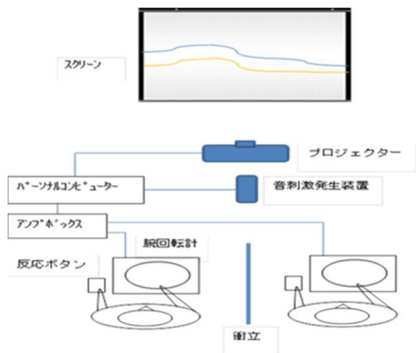 スクリーン
プロジェクター
パーソナルコンピューター
音刺激発生装置
アンプボックス
腕回転計
反応ボタン
衝立